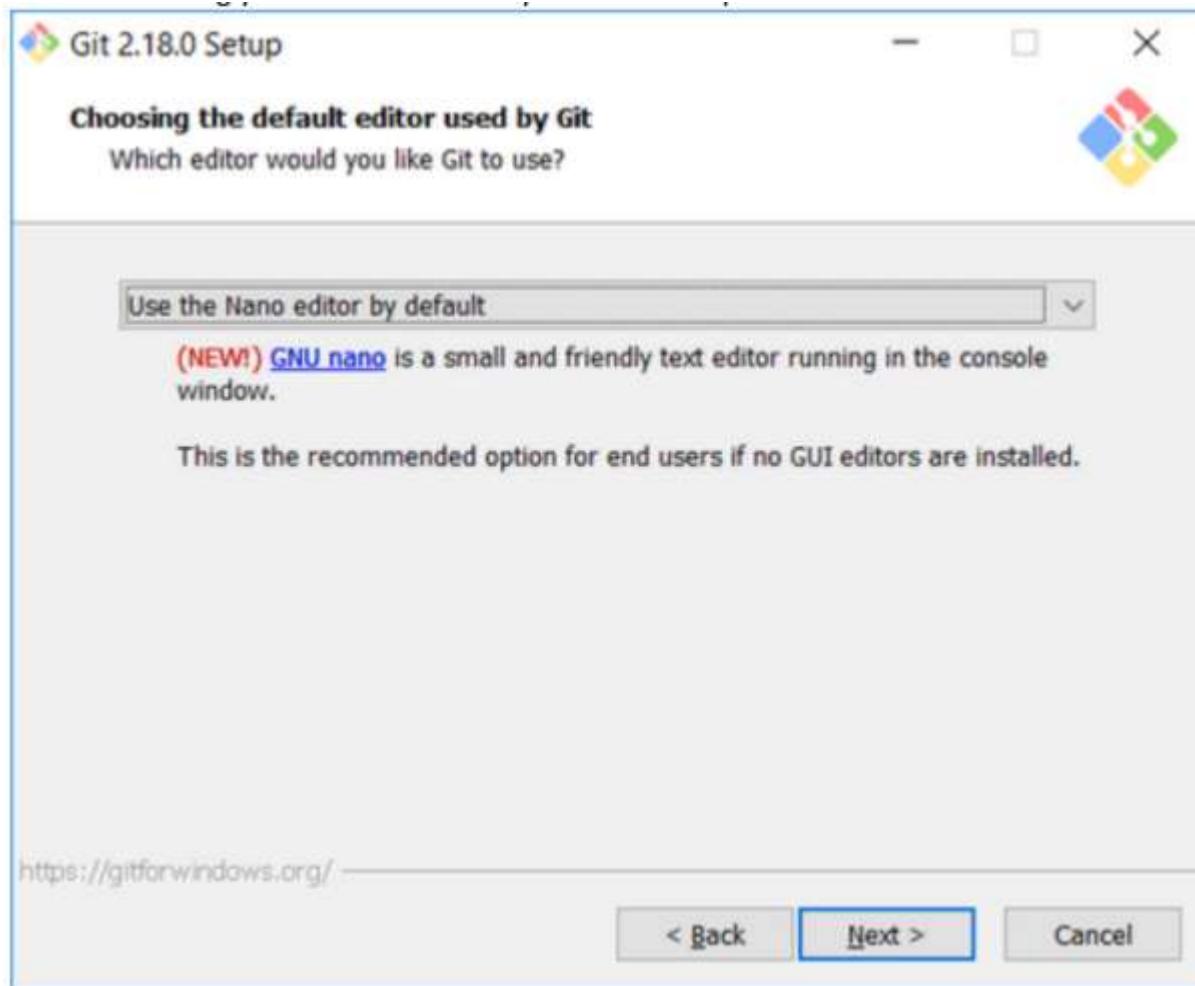 Git 2.18.0 Setup
Choosing the default editor used by Git
Which editor would you like Git to use?
Use the Nano editor by default
(NEW!) GNU nano is a small and friendly text editor running in the console
window.
This is the recommended option for end users if no GUI editors are installed.
https://gitforwindows.org/
< Back Next > Cancel